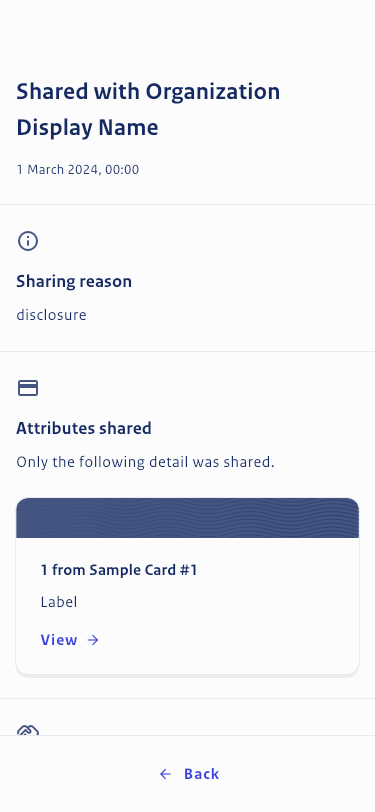 Shared with Organization
Display Name
1 March 2024, 00:00
Sharing reason
disclosure
Attributes shared
Only the following detail was shared.
1 from Sample Card #1
Label
View
Back